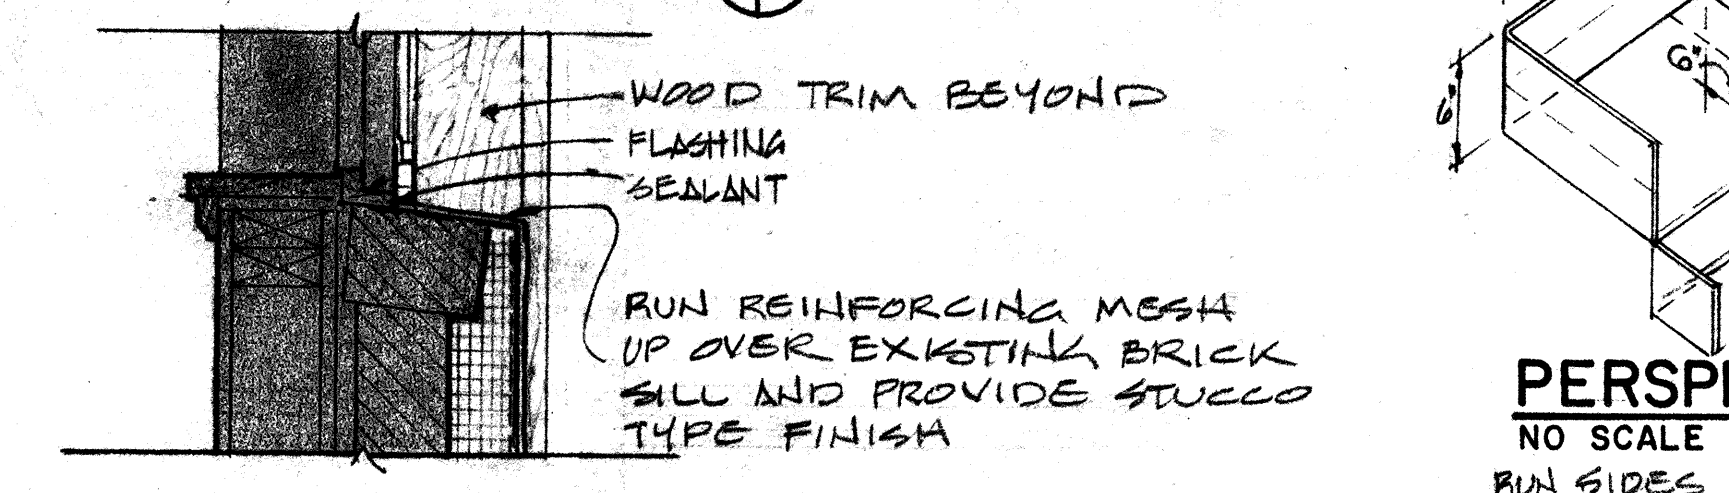 WOOD TRIM BEYOND
FLASHING
SEALANT
RUN REINFORCING MESH
UP OVER EXISTING BRICK
SILL AND PROVIDE STUCCO
TYPE FINISH
6"
6"
PERSPE
NO SCALE
RUN SIDES